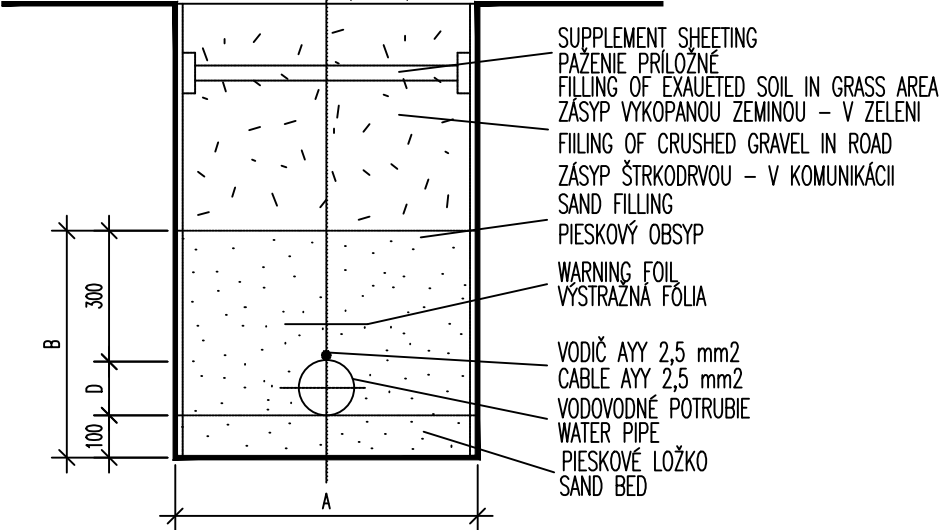 SUPPLEMENT SHEETING
PAŽENIE PRÍLOŽNÉ
FILLING OF EXAUETED SOIL IN GRASS AREA
ZÁSYP VYKOPANOU ZEMINOU – V ZELENI
FIILING OF CRUSHED GRAVEL IN ROAD
ZÁSYP ŠTRKODRVOU – V KOMUNIKÁCII
SAND FILLING
PIESKOVÝ OBSYP
WARNING FOIL
VÝSTRAŽNÁ FÓLIA
VODIČ AYY 2,5 mm2
CABLE AYY 2,5 mm2
VODOVODNÉ POTRUBIE
WATER PIPE
PIESKOVÉ LOŽKO
SAND BED
300
B
D
100
A